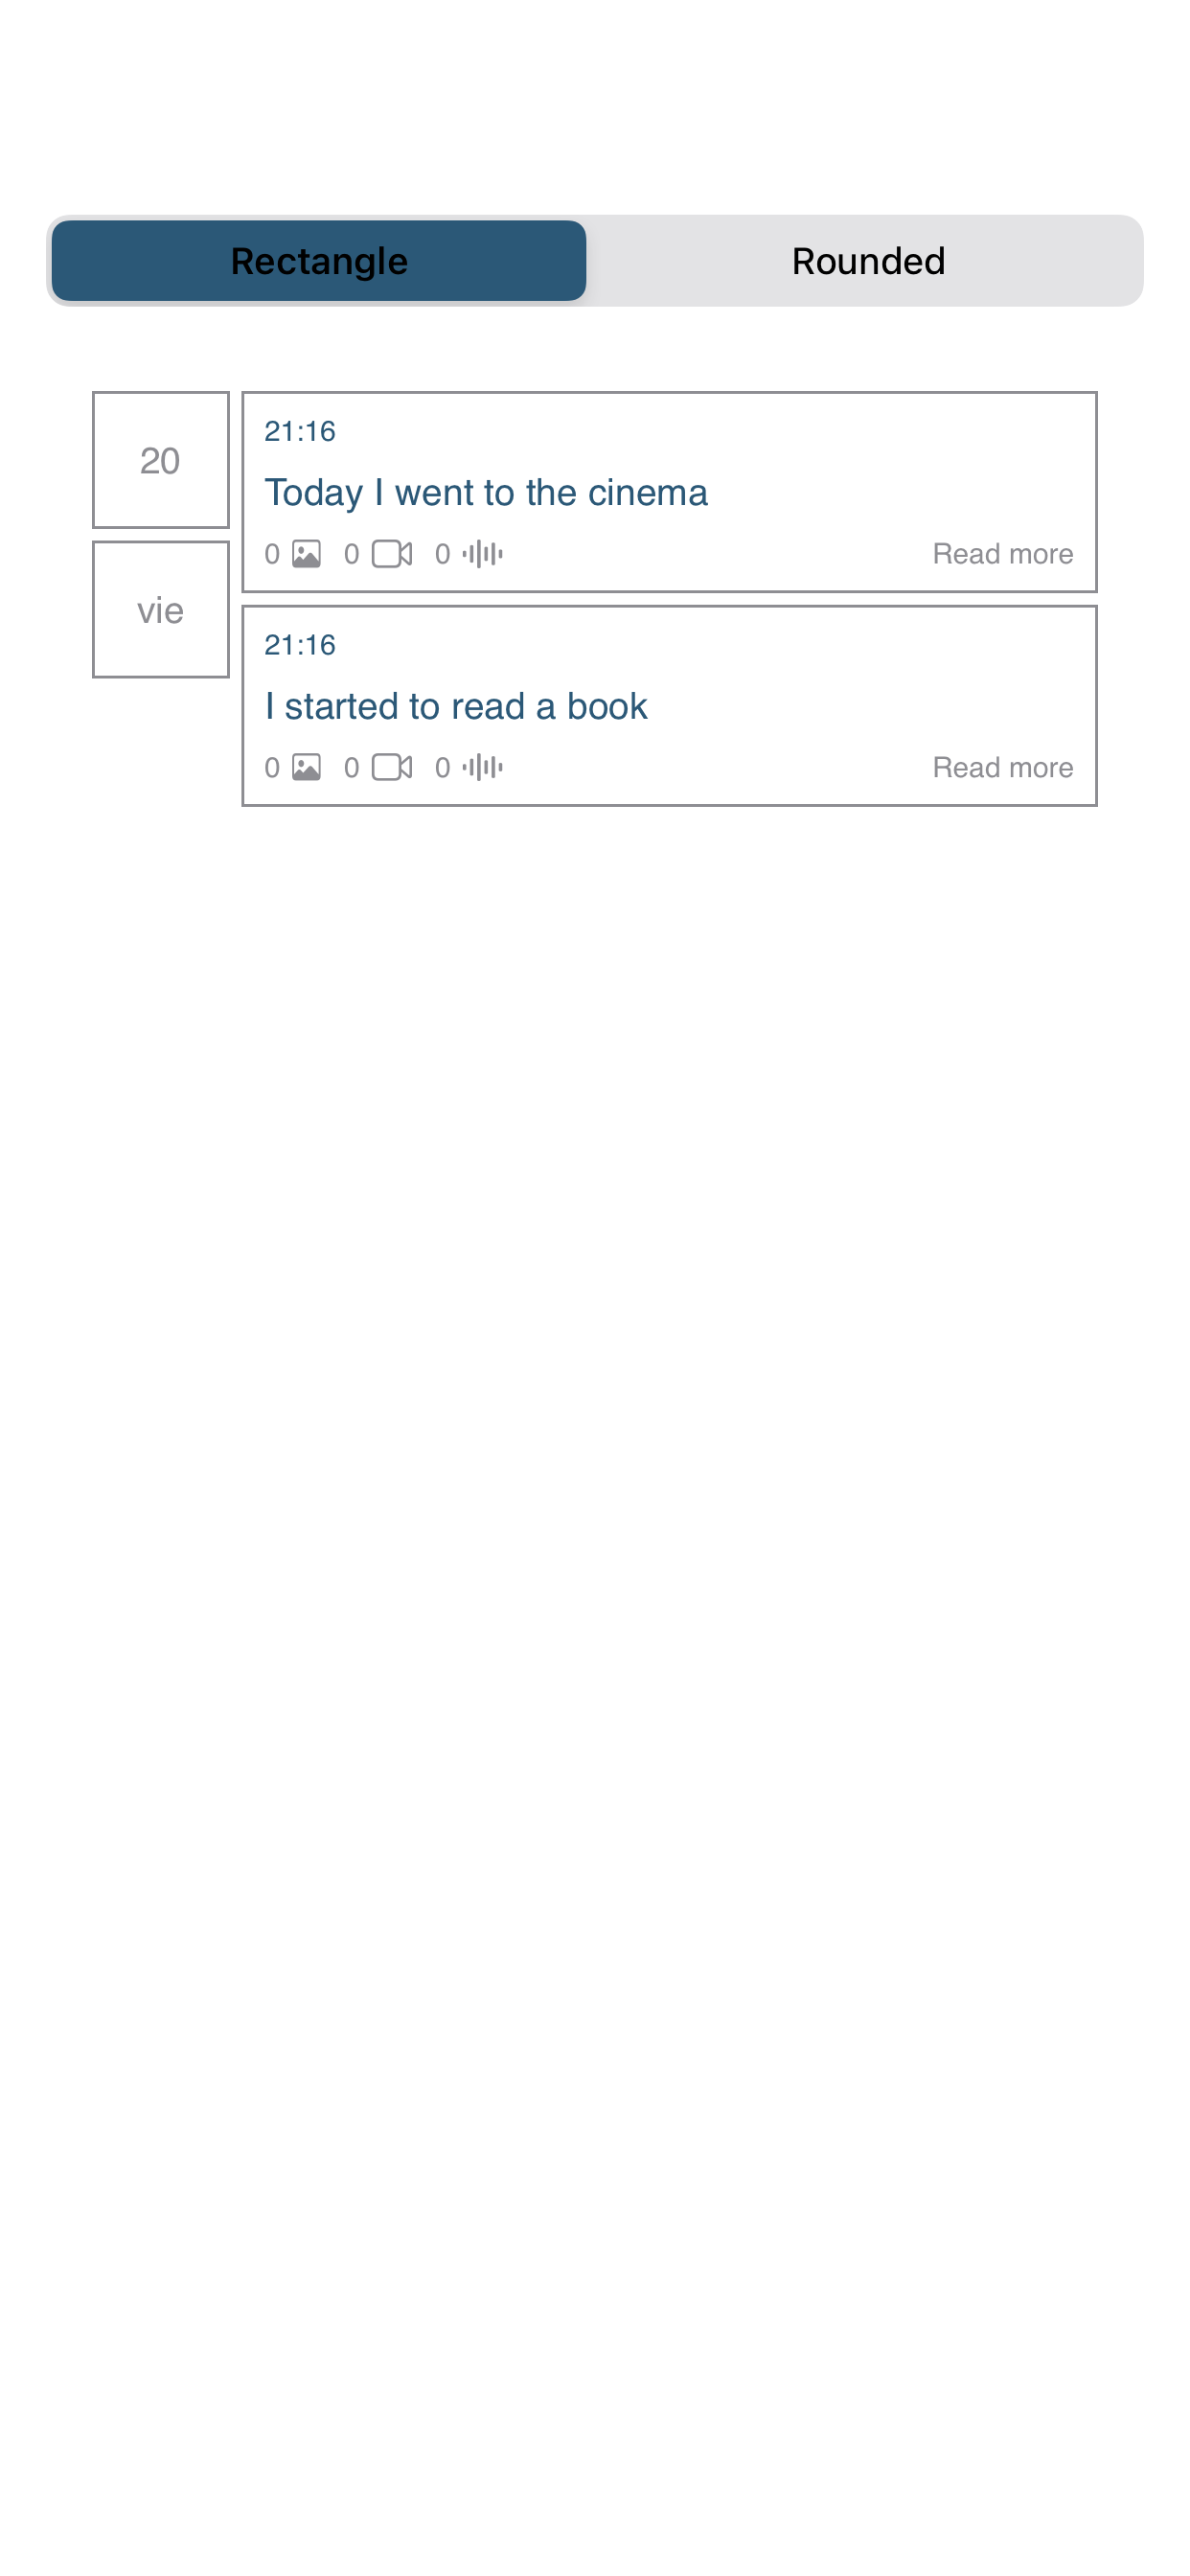 Rectangle Rounded
20
vie
21:16
Today I went to the cinema
0 0 0 Read more
21:16
I started to read a book
0 0 0 Read more